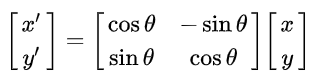 [x′ y′] = [cos θ −sin θ sin θ cos θ] [x y]